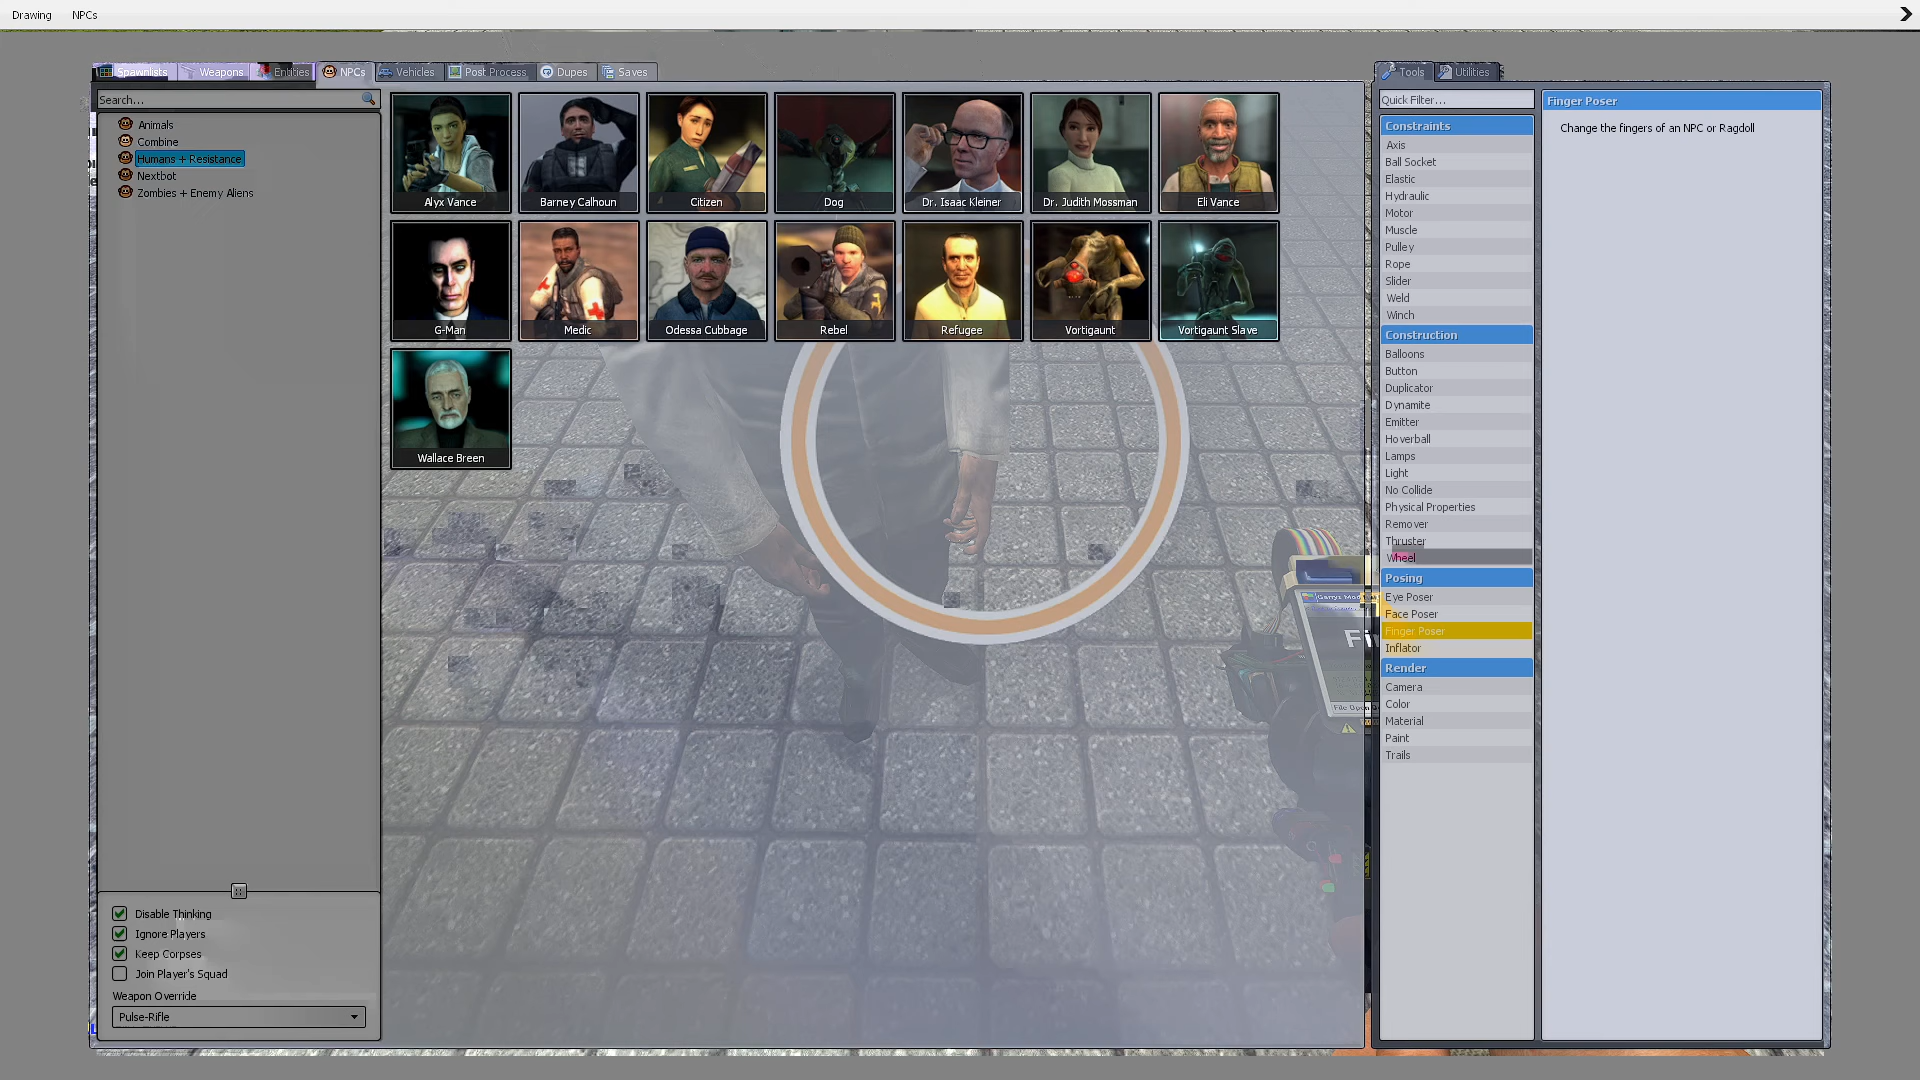 Drawing NPCs
Spawnlists Weapons Entities NPCs Vehicles Post Process Dupes Saves
Search...
Animals
Combine
Humans + Resistance
Nextbot
Zombies + Enemy Aliens
Alyx Vance
Barney Calhoun
Citizen
Dog
Dr. Isaac Kleiner
Dr. Judith Mossman
Eli Vance
G-Man
Medic
Odessa Cubbage
Rebel
Refugee
Vortigaunt
Vortigaunt Slave
Wallace Breen
Disable Thinking
Ignore Players
Keep Corpses
Join Player's Squad
Weapon Override
Pulse-Rifle
Garrys Mod
Fi
File Open
Tools Utilities
Quick Filter...
Constraints
Axis
Ball Socket
Elastic
Hydraulic
Motor
Muscle
Pulley
Rope
Slider
Weld
Winch
Construction
Balloons
Button
Duplicator
Dynamite
Emitter
Hoverball
Lamps
Light
No Collide
Physical Properties
Remover
Thruster
Wheel
Posing
Eye Poser
Face Poser
Finger Poser
Inflator
Render
Camera
Color
Material
Paint
Trails
Finger Poser
Change the fingers of an NPC or Ragdoll